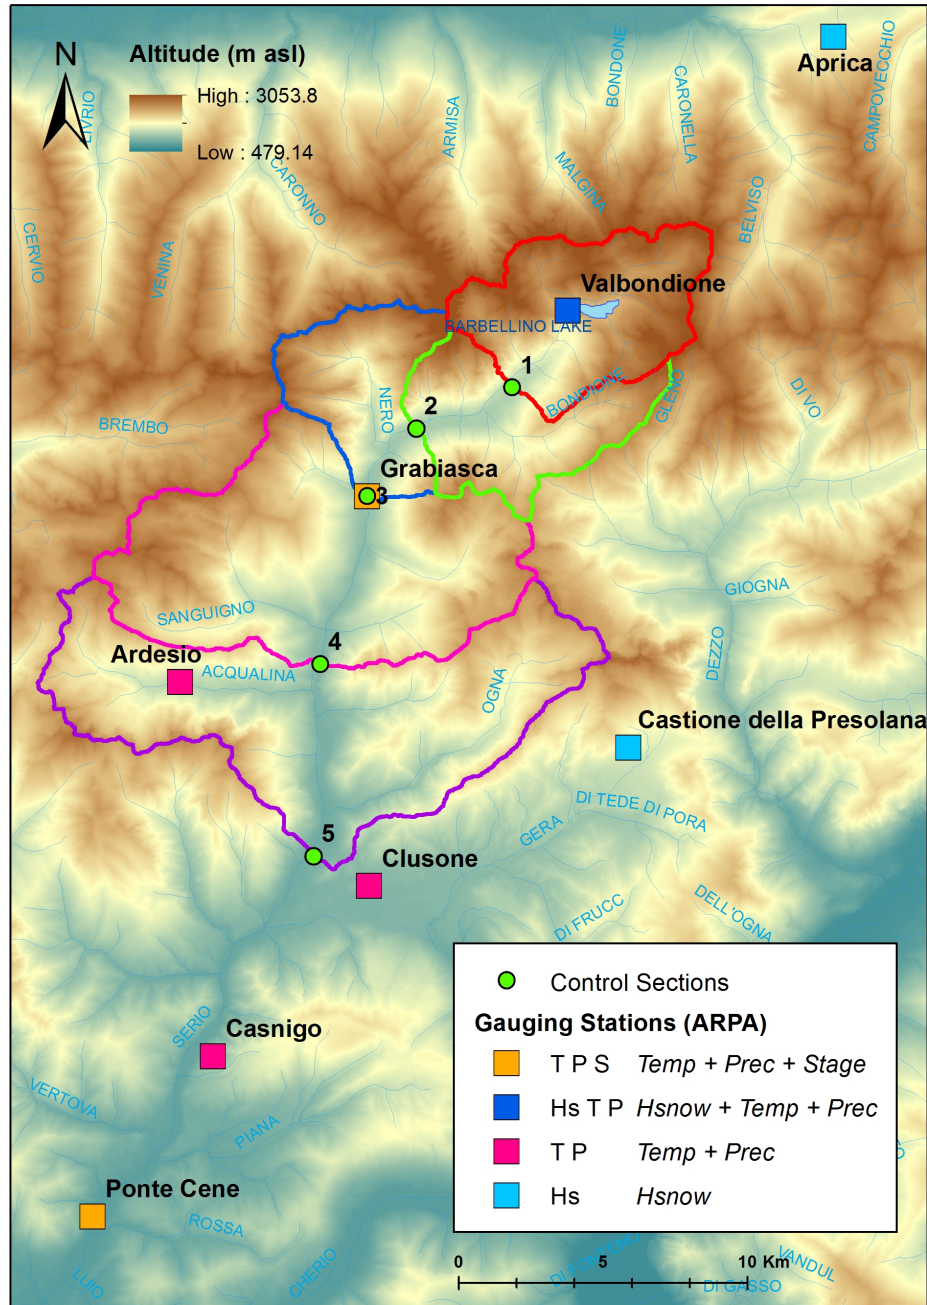 N
Altitude (m asl)
High : 3053.8
Low : 479.14
Aprica
LIVRIO
ARMISA
BONDONE
CARONELLA
CAMPOVECCHIO
CARONNO
MALGINA
BELVISO
CERVIO
VENINA
Valbondione
BARBELLINO LAKE
1
BONDIONE
GLENO
DI VO
NERO
2
BREMBO
Grabiasca
3
GIOGNA
SANGUIGNO
4
DEZZO
Ardesio
ACQUALINA
OGNA
Castione della Presolana
DI TEDE DI PORA
GERA
5
Clusone
DI FRUCC
DELL'OGNA
Control Sections
Gauging Stations (ARPA)
T P S Temp + Prec + Stage
Hs T P Hsnow + Temp + Prec
T P Temp + Prec
Hs Hsnow
SERIO
Casnigo
VERTOVA
PIANA
Ponte Cene
ROSSA
LUIO
CHERIO
DI FONTENO
VANDUL
DI GASSO
0 5 10 Km